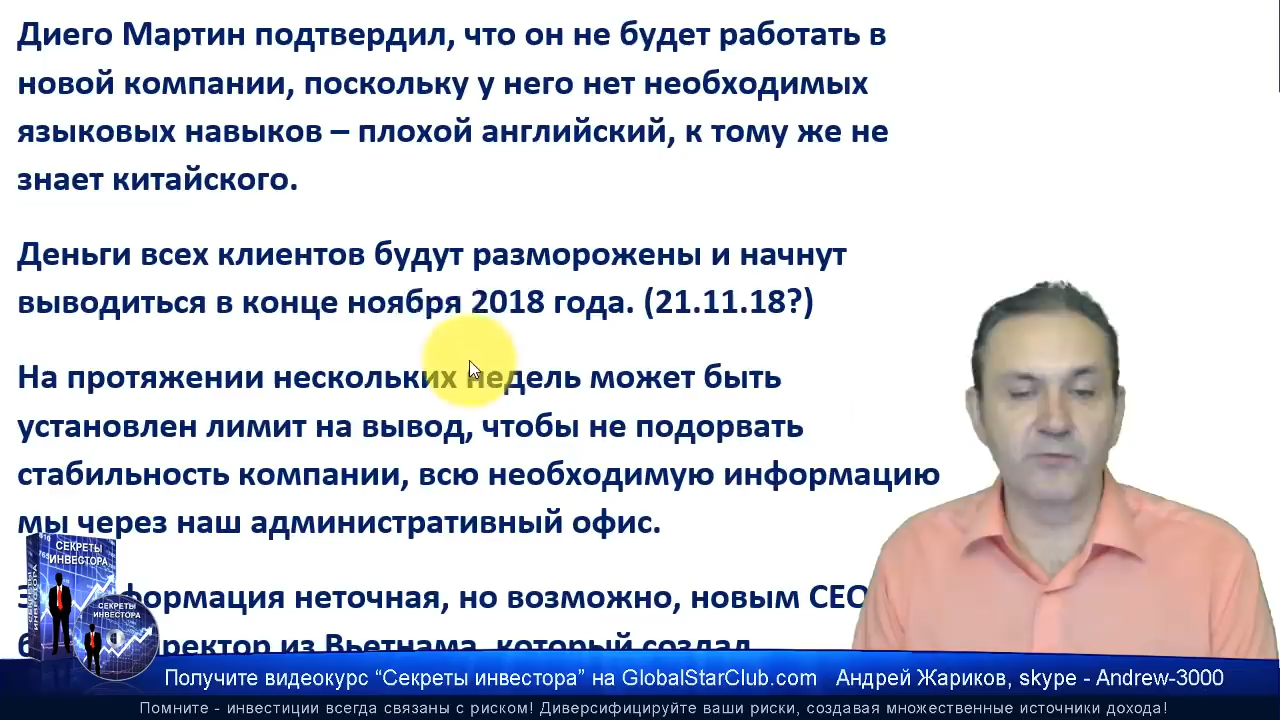 Диего Мартин подтвердил, что он не будет работать в
новой компании, поскольку у него нет необходимых
языковых навыков – плохой английский, к тому же не
знает китайского.
Деньги всех клиентов будут разморожены и начнут
выводиться в конце ноября 2018 года. (21.11.18?)
На протяжении нескольких недель может быть
установлен лимит на вывод, чтобы не подорвать
стабильность компании, всю необходимую информацию
мы через наш административный офис.
неточная, но возможно, новым CEO
из Вьетнама, который создал
СЕКРЕТЫ
ИНВЕСТОРА
СЕКРЕТЫ
ИНВЕСТОРА
Получите видеокурс “Секреты инвестора” на GlobalStarClub.com Андрей Жариков, skype - Andrew-3000
Помните - инвестиции всегда связаны с риском! Диверсифицируйте ваши риски, создавая множественные источники дохода!